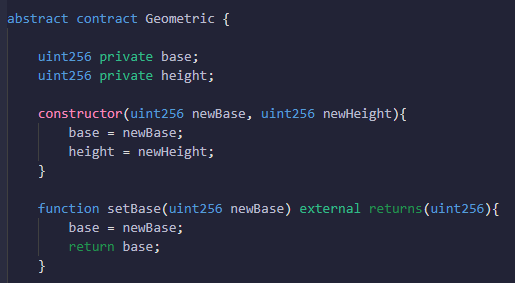 abstract contract Geometric {
uint256 private base;
uint256 private height;
constructor(uint256 newBase, uint256 newHeight){
base = newBase;
height = newHeight;
}
function setBase(uint256 newBase) external returns(uint256){
base = newBase;
return base;
}